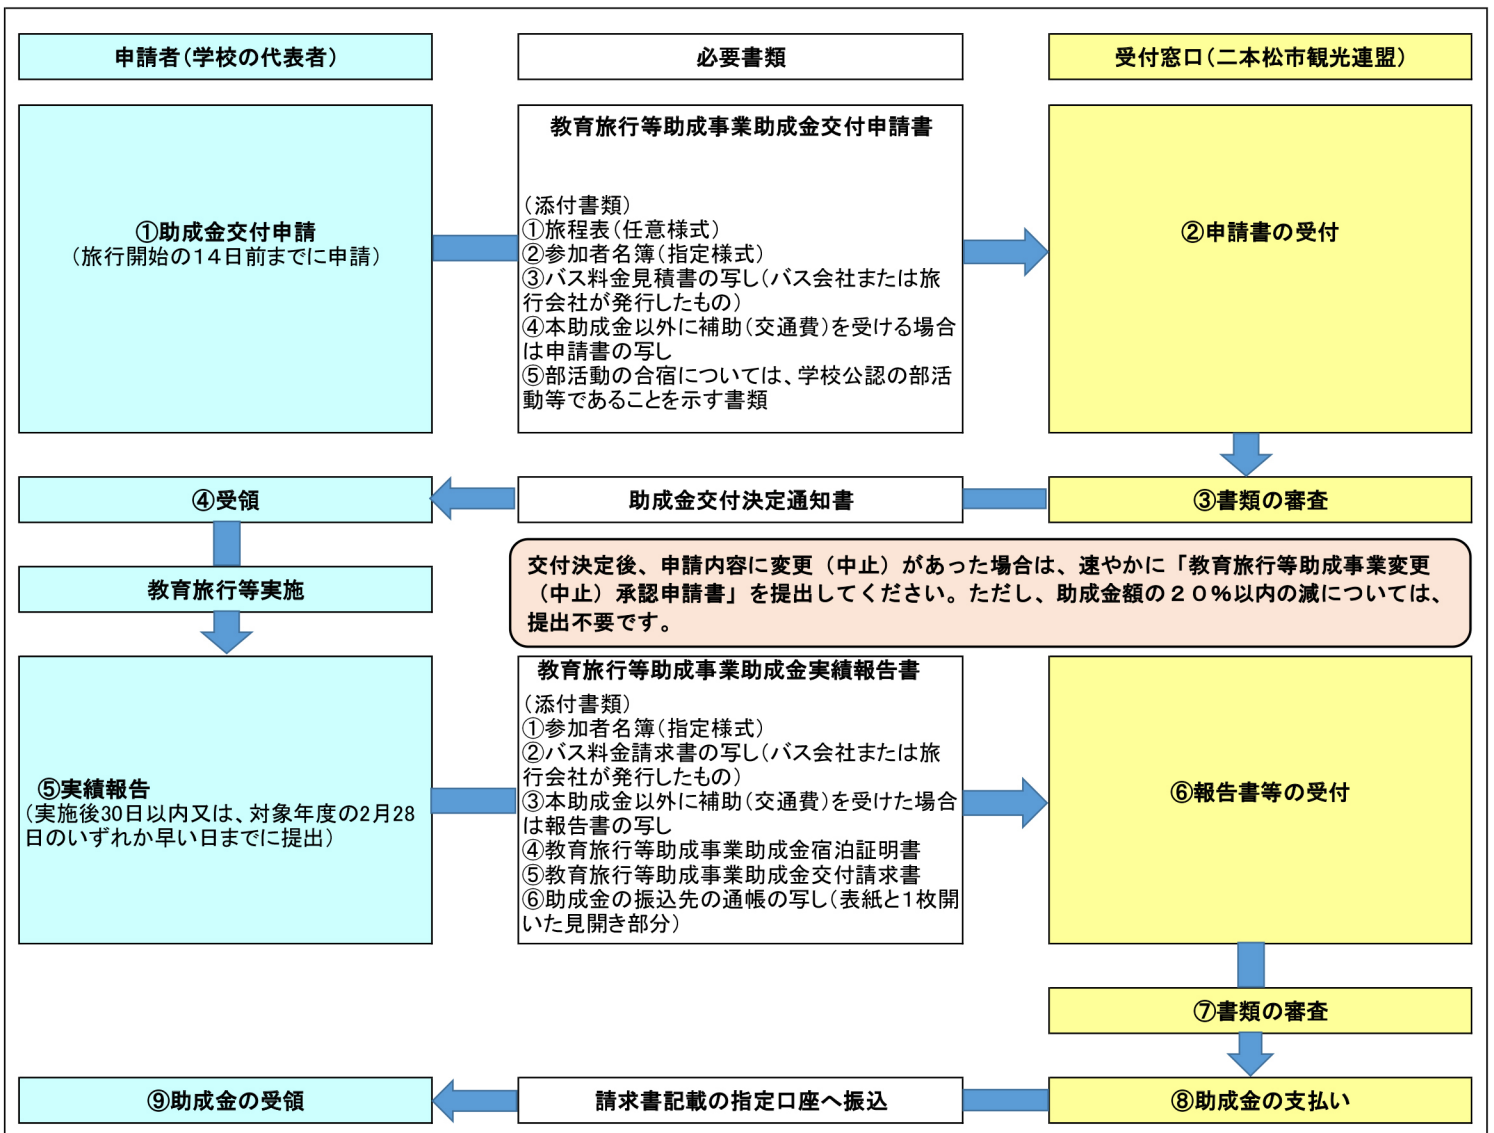 申請者（学校の代表者）
必要書類
受付窓口（二本松市観光連盟）
①助成金交付申請
（旅行開始の14日前までに申請）
教育旅行等助成事業助成金交付申請書
（添付書類）
①旅程表（任意様式）
②参加者名簿（指定様式）
③バス料金見積書の写し（バス会社または旅
行会社が発行したもの）
④本助成金以外に補助（交通費）を受ける場合
は申請書の写し
⑤部活動の合宿については、学校公認の部活
動等であることを示す書類
②申請書の受付
④受領
助成金交付決定通知書
③書類の審査
教育旅行等実施
交付決定後、申請内容に変更（中止）があった場合は、速やかに「教育旅行等助成事業変更
（中止）承認申請書」を提出してください。ただし、助成金額の２０％以内の減については、
提出不要です。
⑤実績報告
（実施後30日以内又は、対象年度の2月28
日のいずれか早い日までに提出）
教育旅行等助成事業助成金実績報告書
（添付書類）
①参加者名簿（指定様式）
②バス料金請求書の写し（バス会社または旅
行会社が発行したもの）
③本助成金以外に補助（交通費）を受けた場合
は報告書の写し
④教育旅行等助成事業助成金宿泊証明書
⑤教育旅行等助成事業助成金交付請求書
⑥助成金の振込先の通帳の写し（表紙と1枚開
いた見開き部分）
⑥報告書等の受付
⑦書類の審査
⑨助成金の受領
請求書記載の指定口座へ振込
⑧助成金の支払い